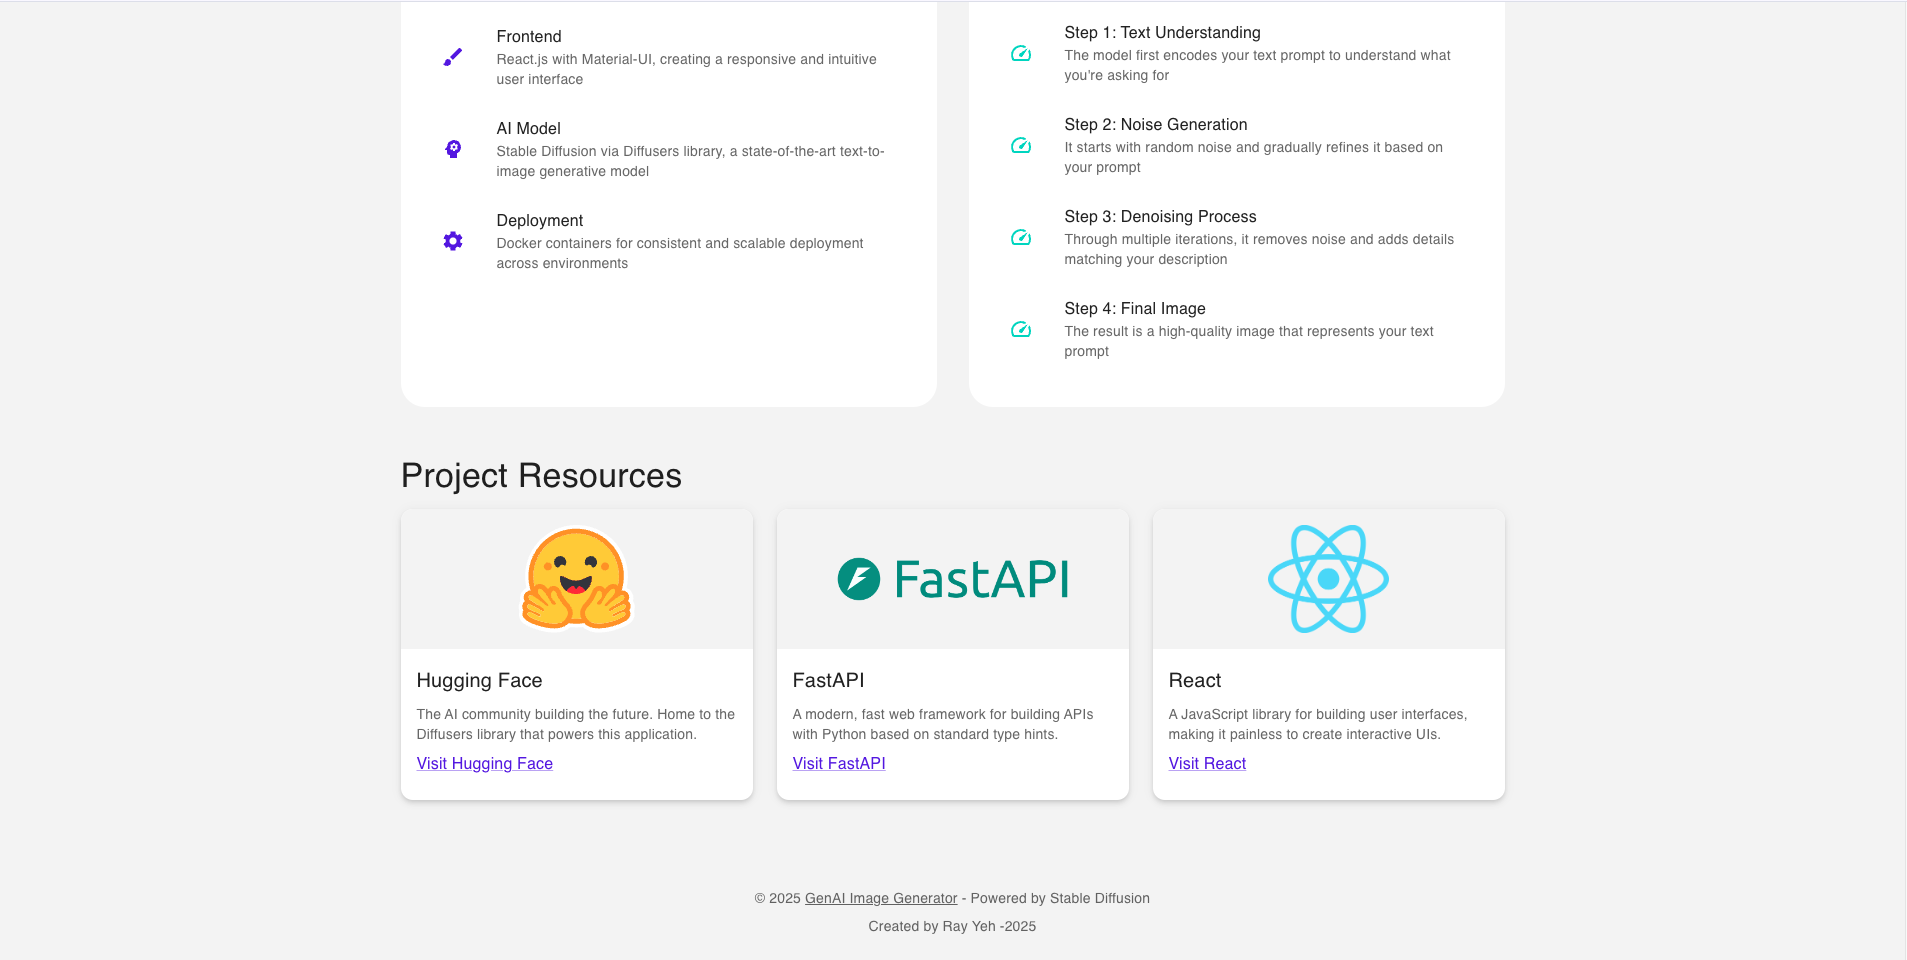 Frontend
React.js with Material-UI, creating a responsive and intuitive
user interface
AI Model
Stable Diffusion via Diffusers library, a state-of-the-art text-to-
image generative model
Deployment
Docker containers for consistent and scalable deployment
across environments
Step 1: Text Understanding
The model first encodes your text prompt to understand what
you're asking for
Step 2: Noise Generation
It starts with random noise and gradually refines it based on
your prompt
Step 3: Denoising Process
Through multiple iterations, it removes noise and adds details
matching your description
Step 4: Final Image
The result is a high-quality image that represents your text
prompt
Project Resources
Hugging Face
The AI community building the future. Home to the
Diffusers library that powers this application.
Visit Hugging Face
FastAPI
FastAPI
A modern, fast web framework for building APIs
with Python based on standard type hints.
Visit FastAPI
React
A JavaScript library for building user interfaces,
making it painless to create interactive UIs.
Visit React
© 2025 GenAI Image Generator - Powered by Stable Diffusion
Created by Ray Yeh -2025